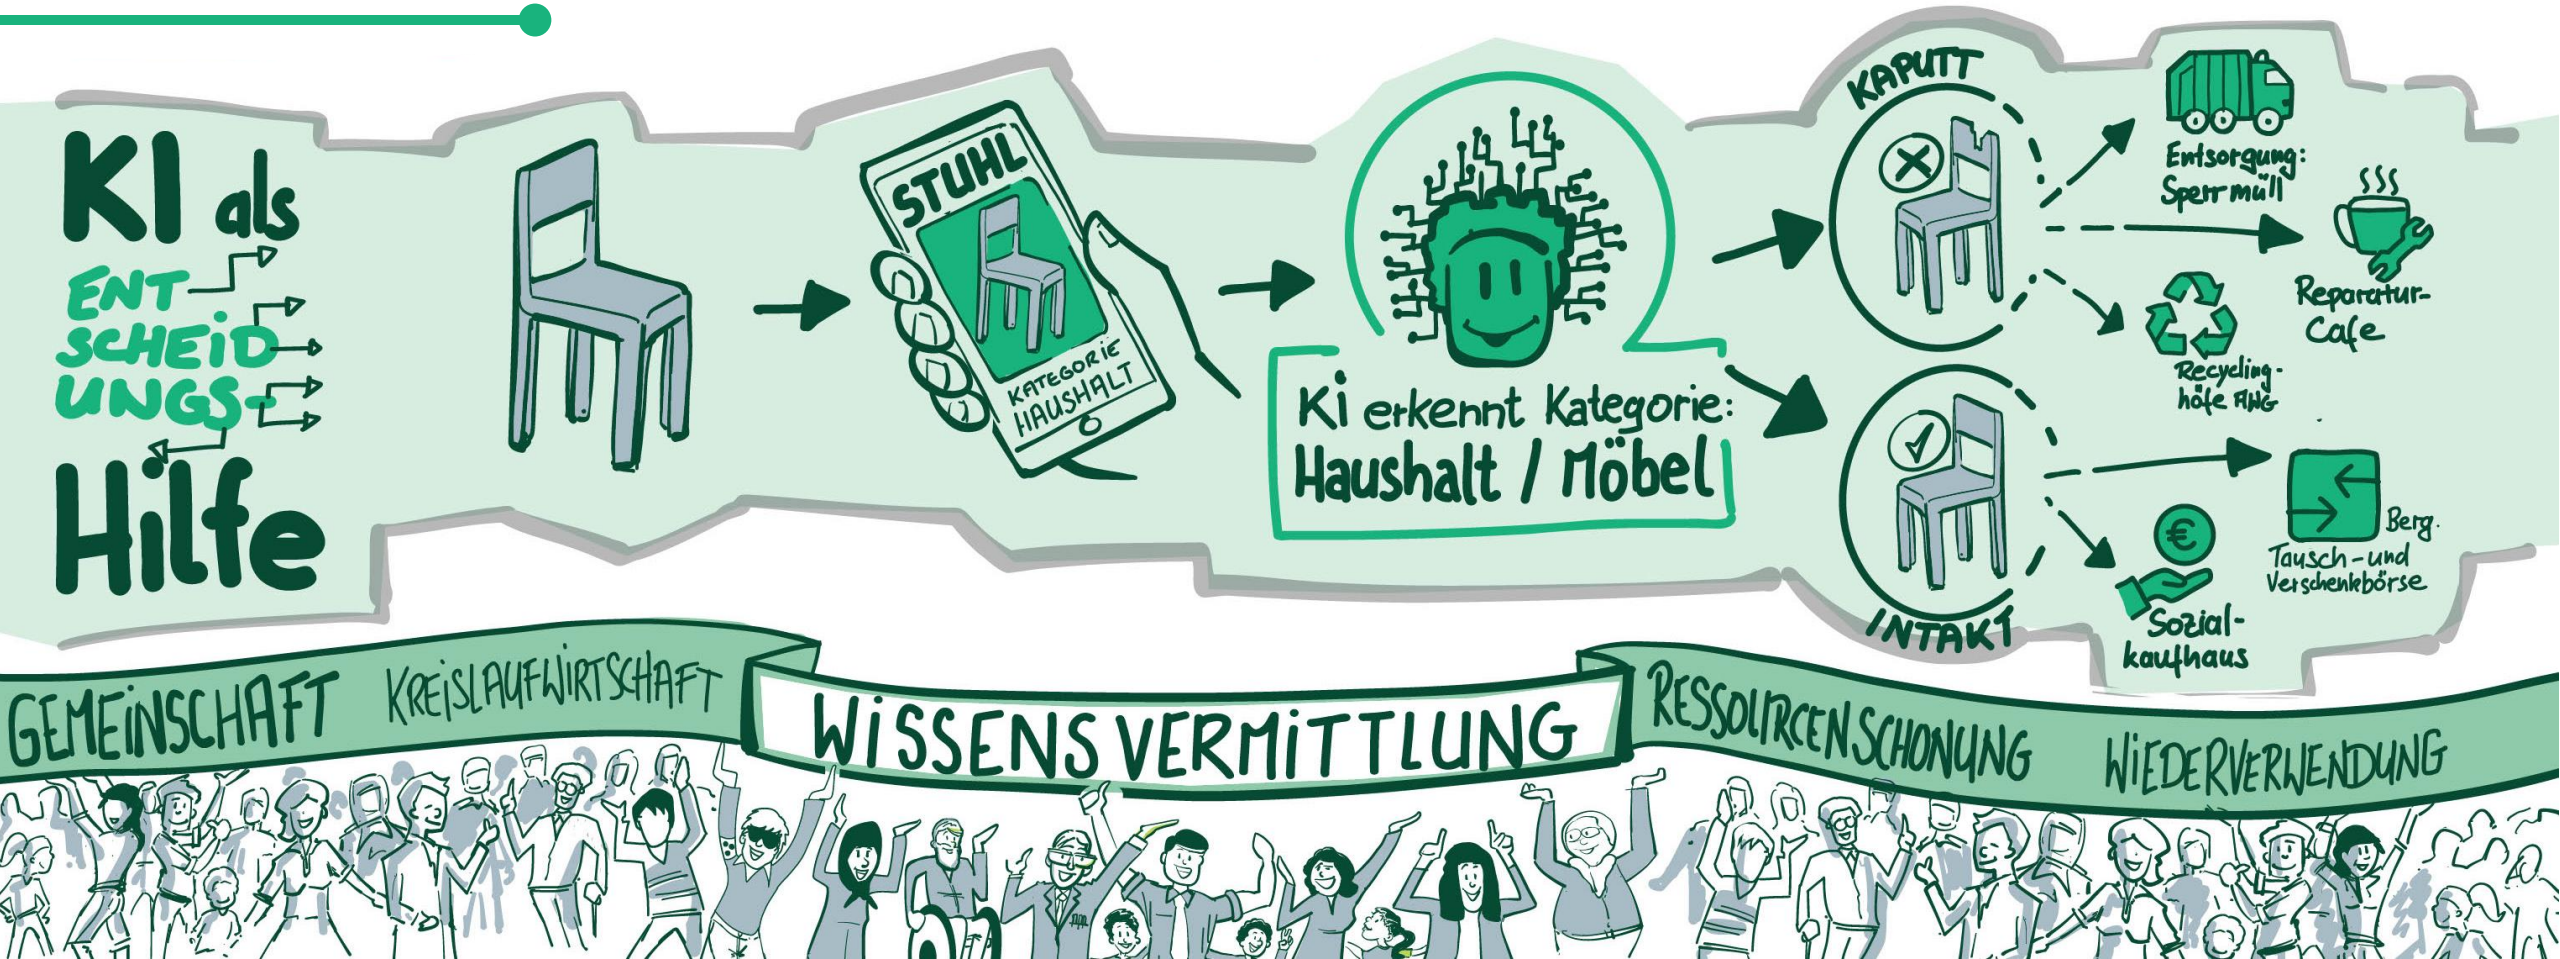 KI als
ENT
SCHEID
UNGS-
Hilfe
STUHL
KATEGORIE
HAUSHALT
Ki erkennt Kategorie:
Haushalt / Möbel
KAPUTT
Entsorgung:
Sperrmüll
Reparatur-
Cafe
Recycling-
höfe AWG
INTAKT
Berg.
Tausch-und
Verschenkbörse
€
Sozial-
kaufhaus
GEMEINSCHAFT KREISLAUFWIRTSCHAFT
WISSENSVERMITTLUNG
RESSOURCENSCHONUNG WIEDERVERWENDUNG